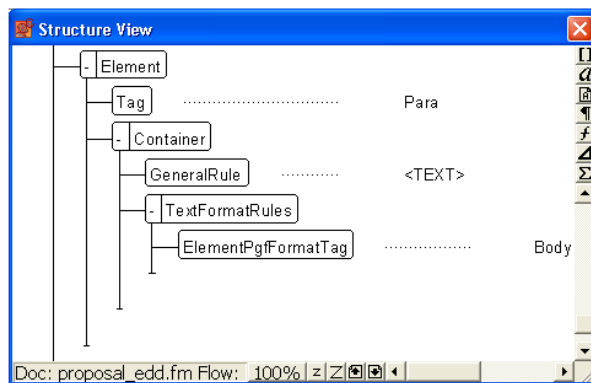 Structure View
- Element
Tag Para
- Container
GeneralRule <TEXT>
- TextFormatRules
ElementPgfFormatTag Body
Doc: proposal_edd.fm Flow: 100% z Z